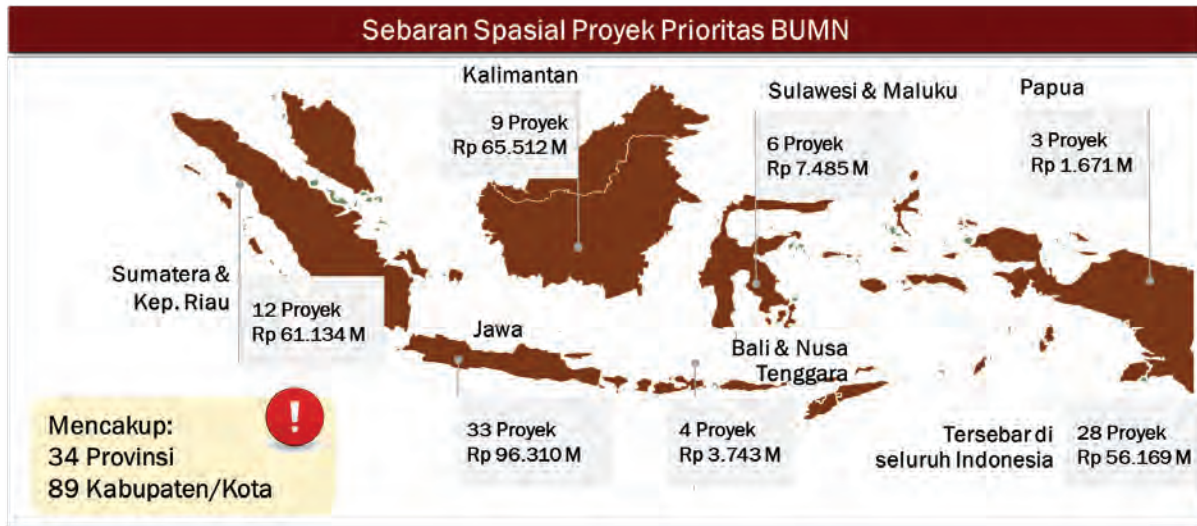 Sebaran Spasial Proyek Prioritas BUMN
Kalimantan
9 Proyek
Rp 65.512 M
Sulawesi & Maluku
6 Proyek
Rp 7.485 M
Papua
3 Proyek
Rp 1.671 M
Sumatera &
Kep. Riau
12 Proyek
Rp 61.134 M
Jawa
33 Proyek
Rp 96.310 M
Bali & Nusa
Tenggara
4 Proyek
Rp 3.743 M
Tersebar di
seluruh Indonesia
28 Proyek
Rp 56.169 M
!
Mencakup:
34 Provinsi
89 Kabupaten/Kota